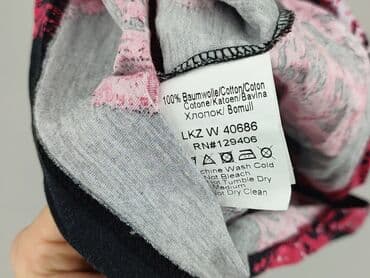 100% Baumwolle/Cotton/Coton
Cotone/Katoen/Bavlna
Хлопок/ Bomull
LKZ W 40686
RN#129406
Machine Wash Cold
Not Bleach
Not Tumble Dry
Medium
Not Dry Clean